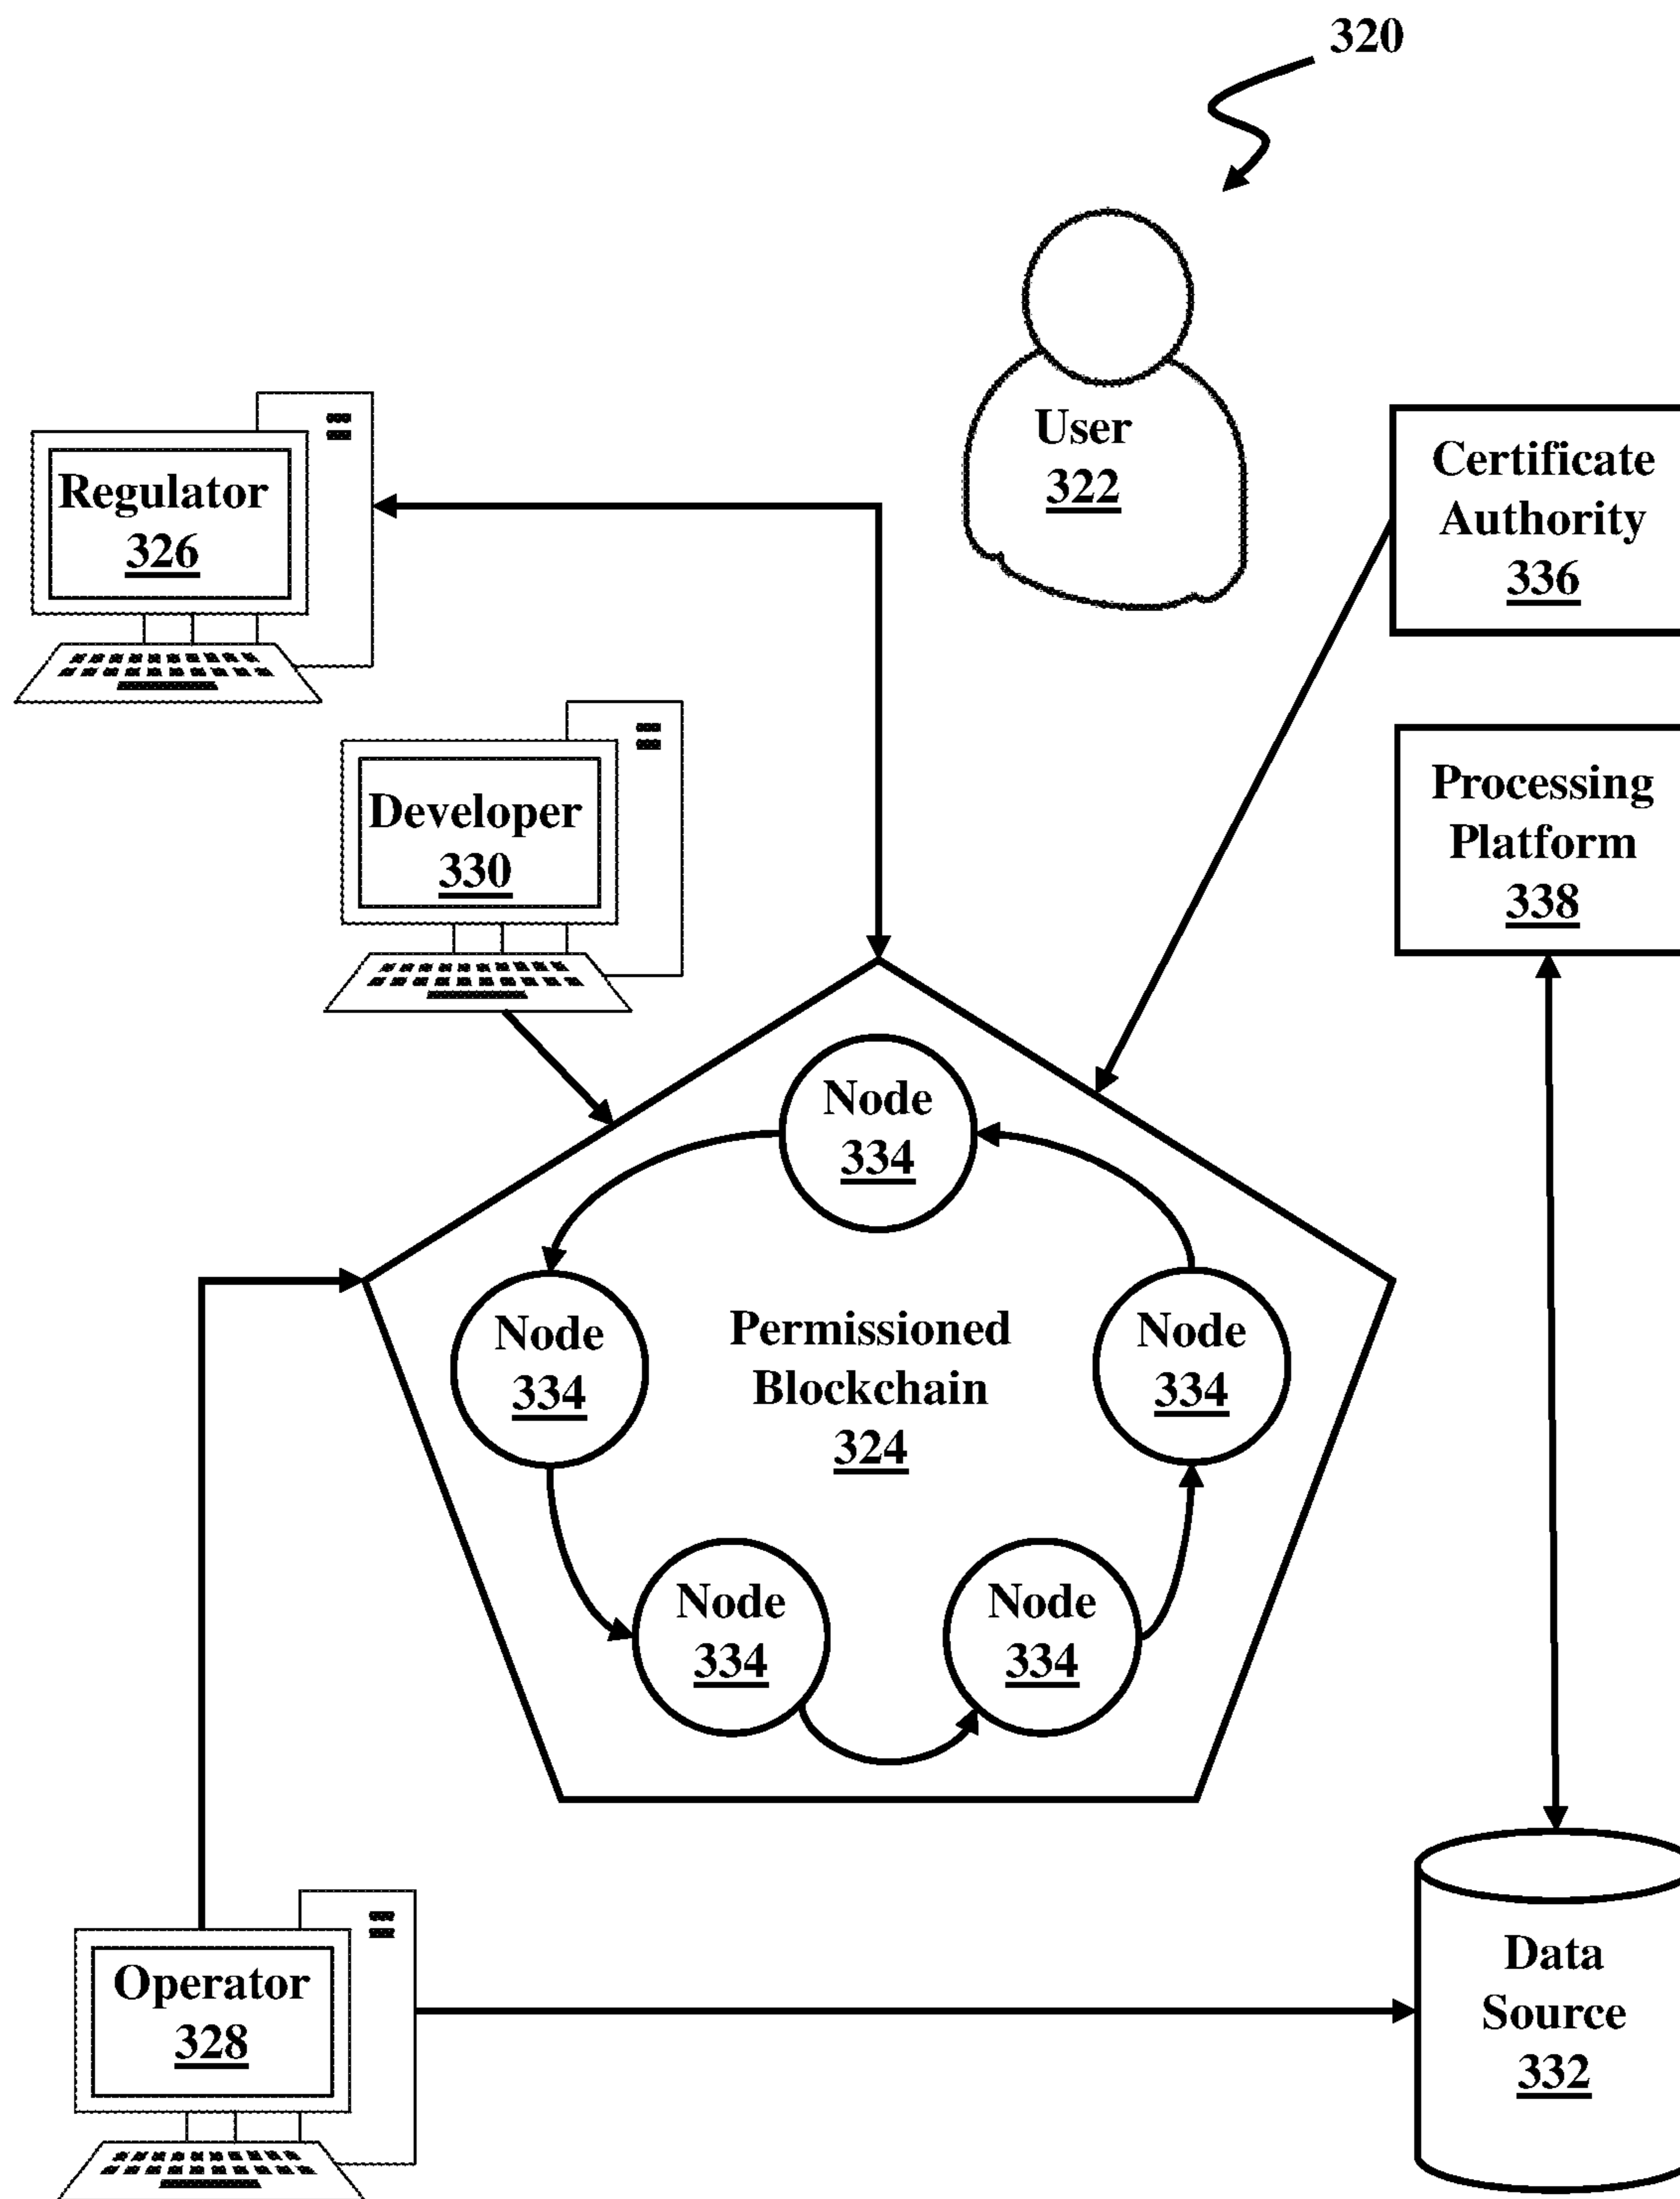 320
User
322
Certificate
Authority
336
Regulator
326
Processing
Platform
338
Developer
330
Node
334
Node
334
Permissioned
Blockchain
324
Node
334
Node
334
Node
334
Operator
328
Data
Source
332